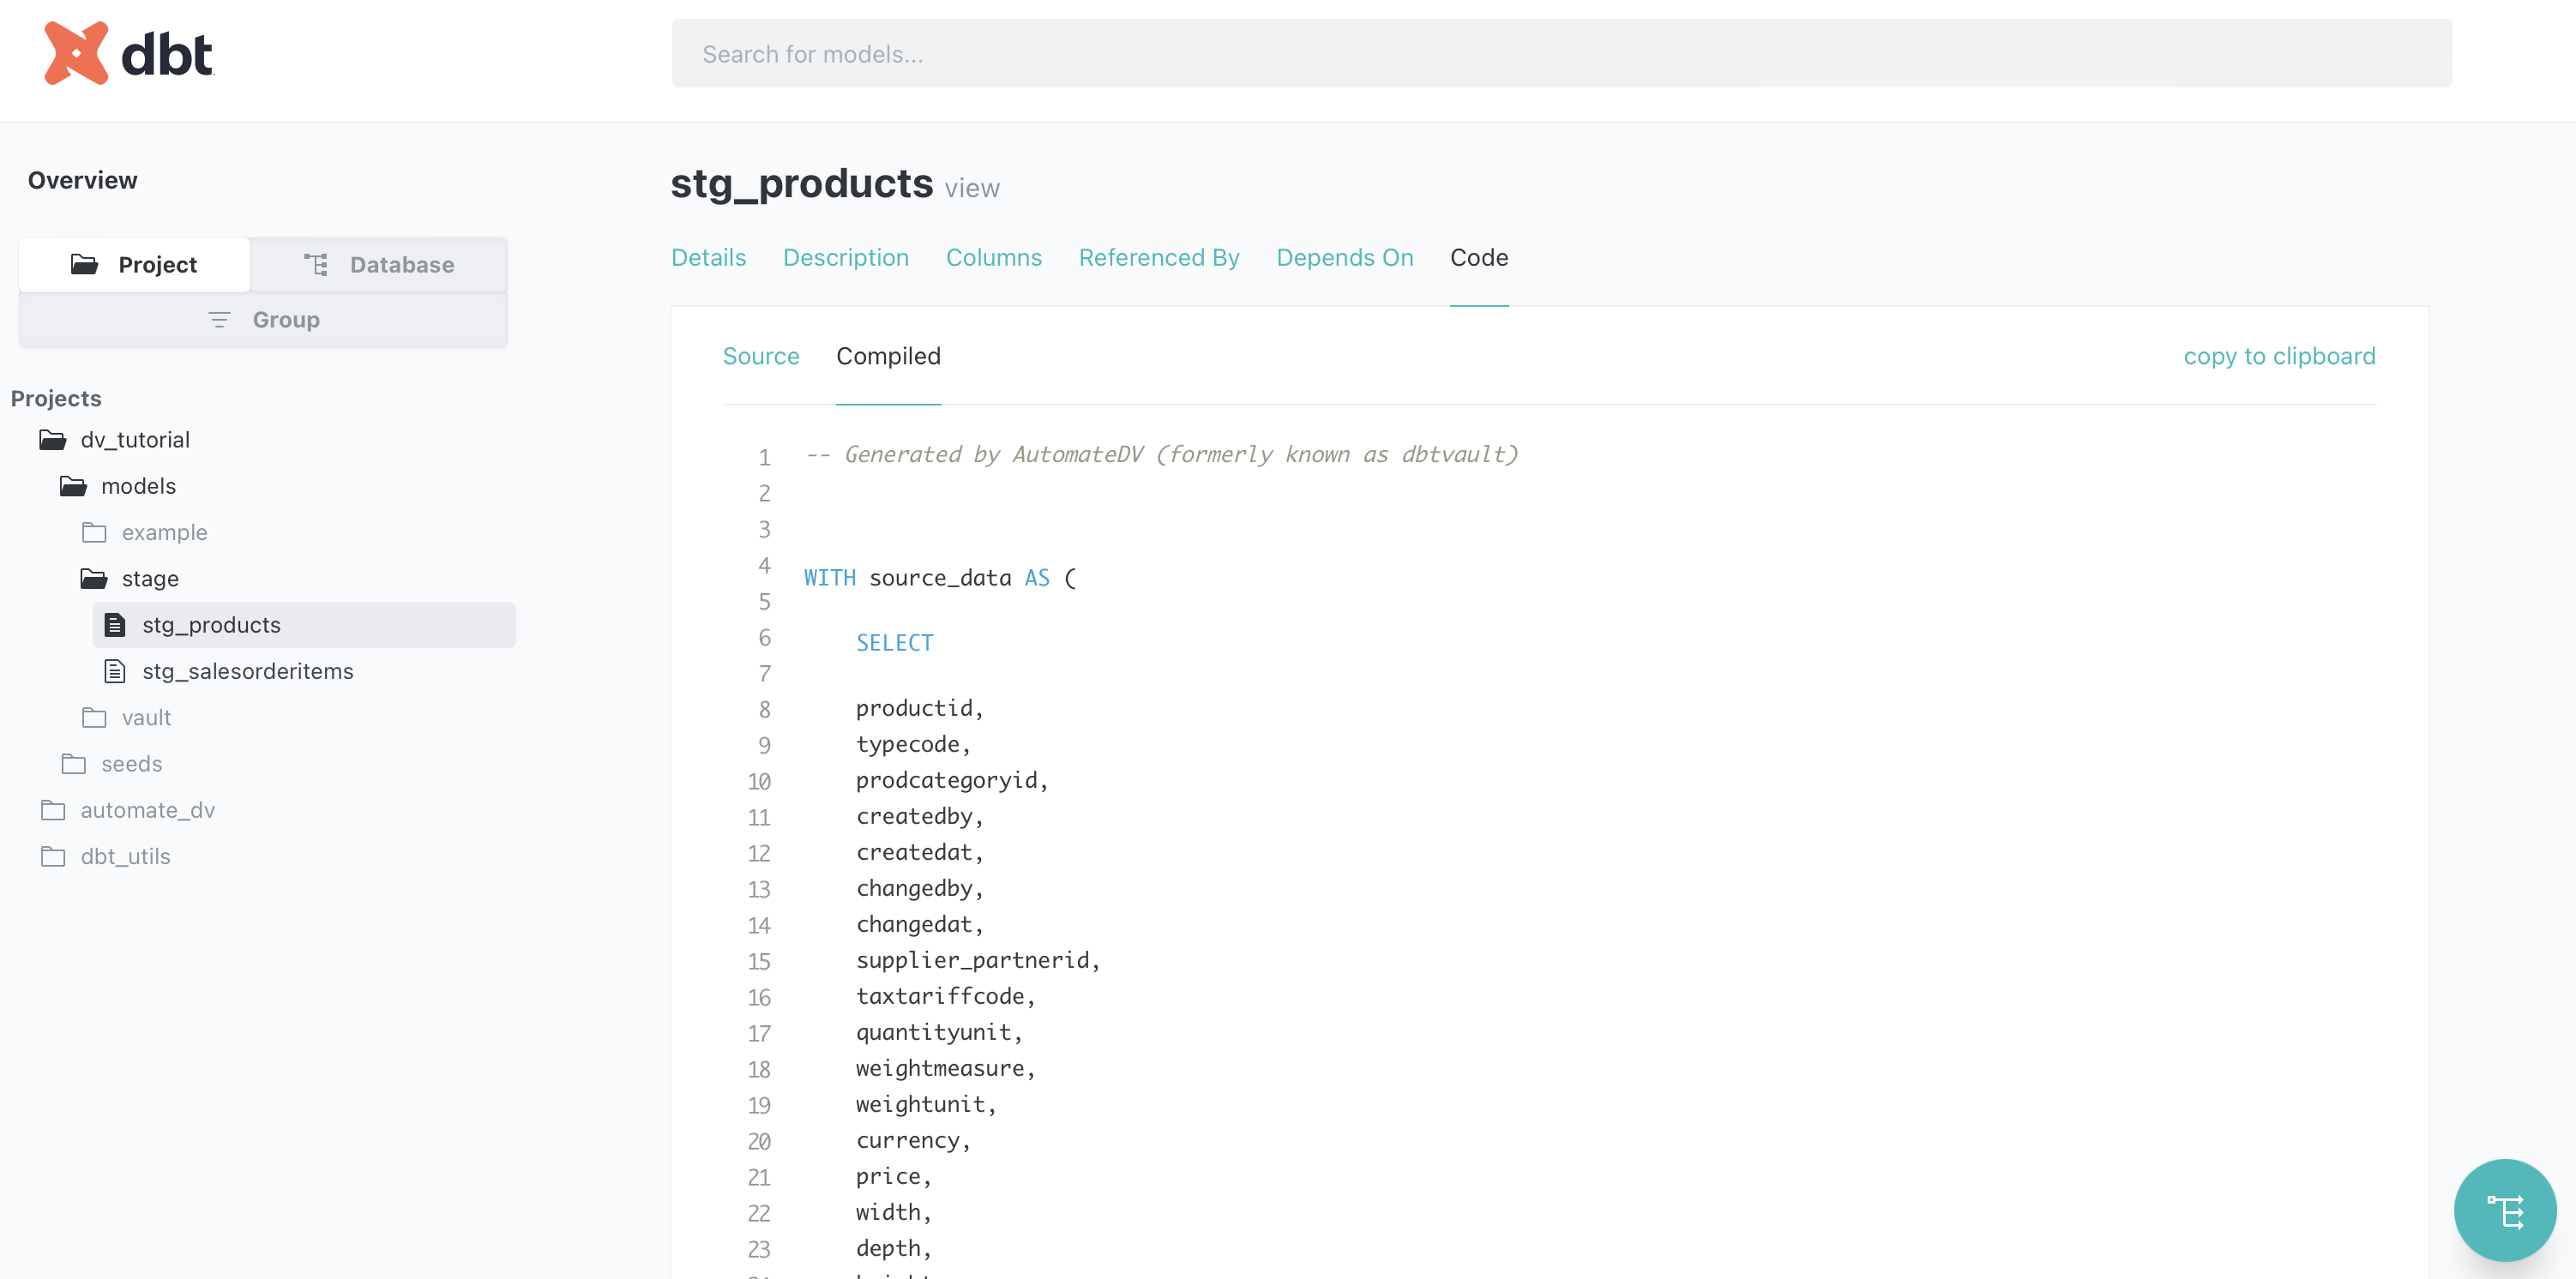 dbt
Search for models...
Overview
Project
Database
Group
Projects
dv_tutorial
models
example
stage
stg_products
stg_salesorderitems
vault
seeds
automate_dv
dbt_utils
stg_products view
Details Description Columns Referenced By Depends On Code
Source Compiled copy to clipboard
1 -- Generated by AutomateDV (formerly known as dbtvault)
2
3
4 WITH source_data AS (
5
6 SELECT
7
8 productid,
9 typecode,
10 prodcategoryid,
11 createdby,
12 createdat,
13 changedby,
14 changedat,
15 supplier_partnerid,
16 taxtariffcode,
17 quantityunit,
18 weightmeasure,
19 weightunit,
20 currency,
21 price,
22 width,
23 depth,